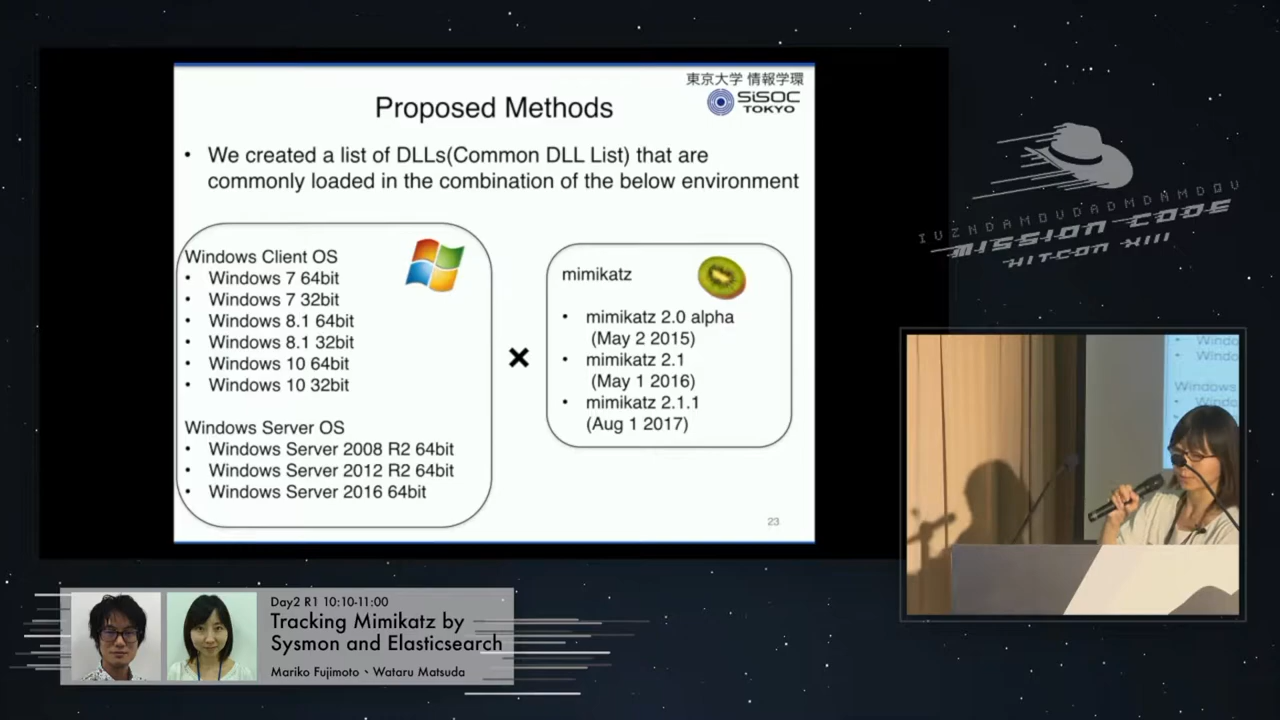 東京大学 情報学環
SiSOC
TOKYO
Proposed Methods
• We created a list of DLLs(Common DLL List) that are
commonly loaded in the combination of the below environment
Windows Client OS
• Windows 7 64bit
• Windows 7 32bit
• Windows 8.1 64bit
• Windows 8.1 32bit
• Windows 10 64bit
• Windows 10 32bit
Windows Server OS
• Windows Server 2008 R2 64bit
• Windows Server 2012 R2 64bit
• Windows Server 2016 64bit
×
mimikatz
• mimikatz 2.0 alpha
(May 2 2015)
• mimikatz 2.1
(May 1 2016)
• mimikatz 2.1.1
(Aug 1 2017)
23
MISSION CODE
HITCON XIII
Windo
Windo
Windows
Windo
Day2 R1 10:10-11:00
Tracking Mimikatz by
Sysmon and Elasticsearch
Mariko Fujimoto、Wataru Matsuda